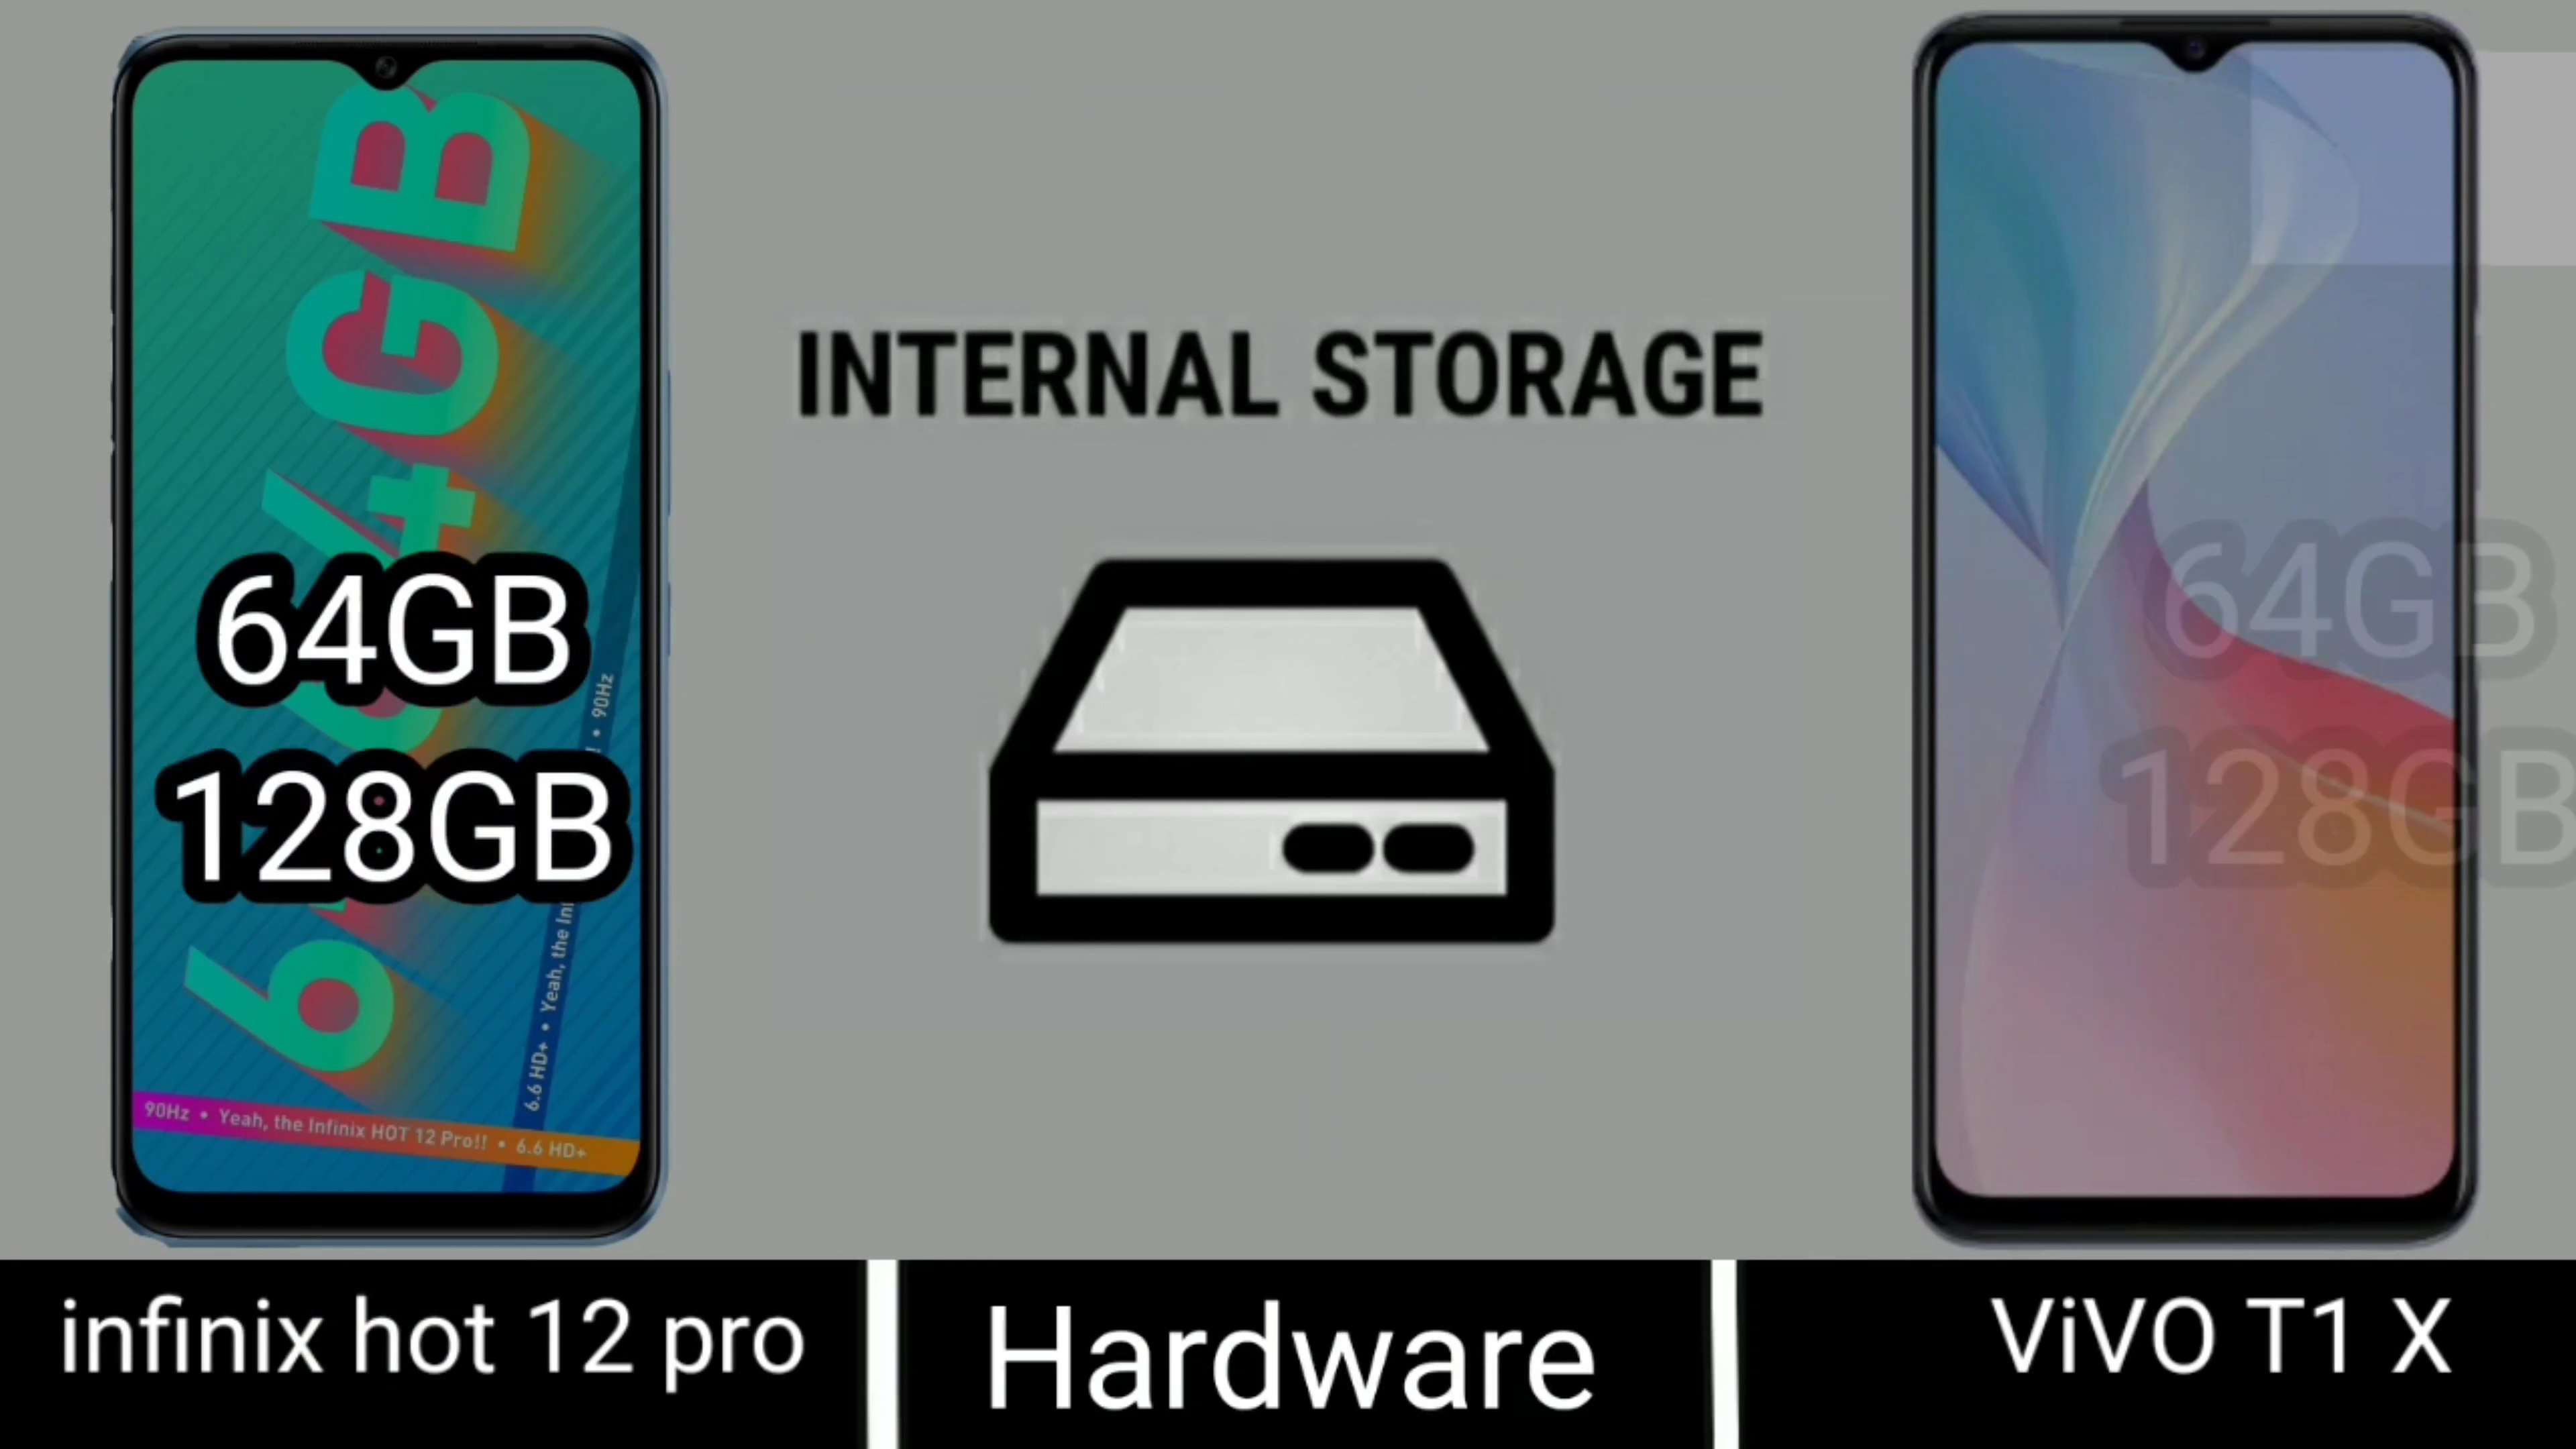 64GB
64GB
128GB
90Hz • Yeah, the Infinix HOT 12 Pro!! • 6.6 HD+
6.6 HD+ • Yeah, the
90Hz
INTERNAL STORAGE
64GB
128GB
infinix hot 12 pro
Hardware
ViVO T1 X